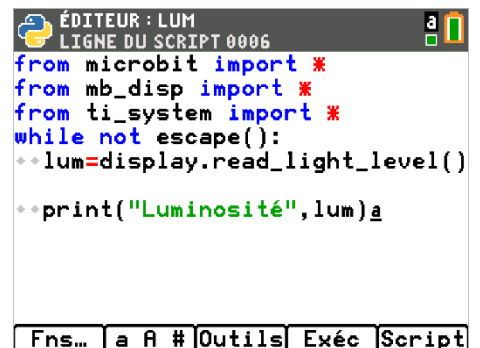 ÉDITEUR : LUM
a
LIGNE DU SCRIPT 0006
from microbit import *
from mb_disp import *
from ti_system import *
while not escape():
⬥⬥lum=display.read_light_level()
⬥⬥print("Luminosité",lum)a
Fns… a A # Outils Exéc Script